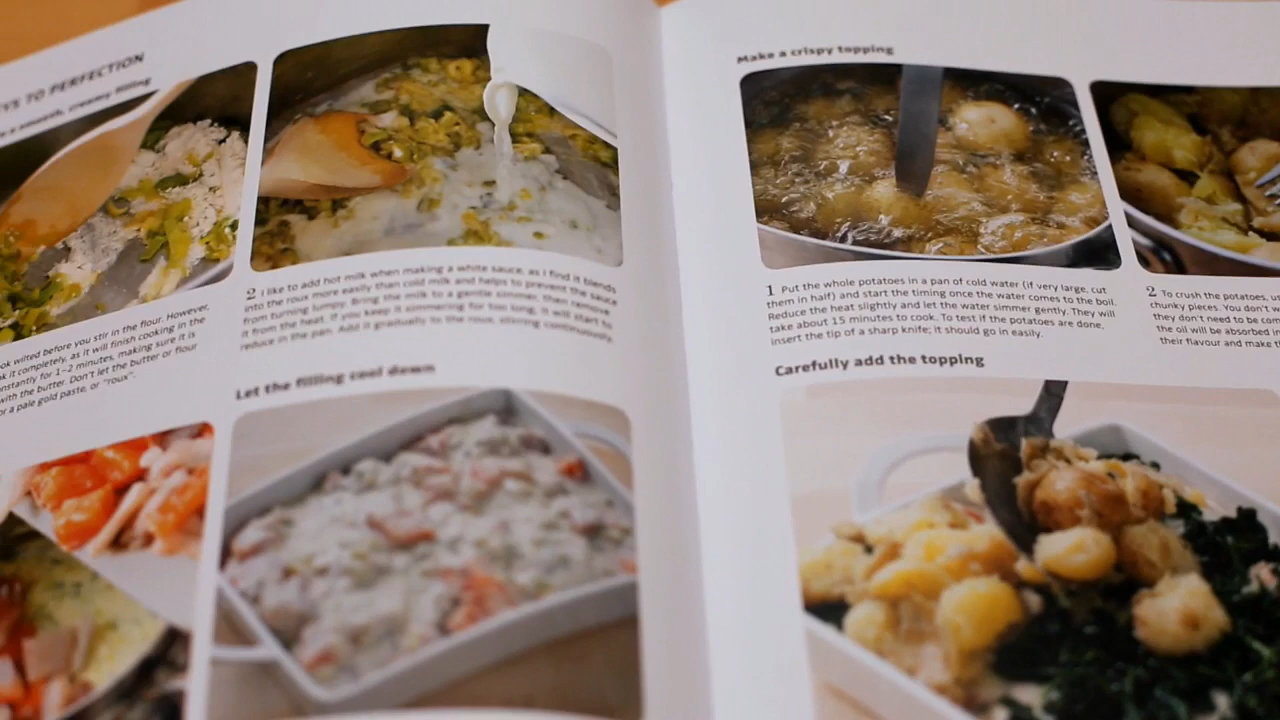 YS TO PERFECTION
a smooth, creamy filling
ok wilted before you stir in the flour. However,
k it completely, as it will finish cooking in the
nstantly for 1–2 minutes, making sure it is
with the butter. Don't let the butter or flour
or a pale gold paste, or "roux".
2 I like to add hot milk when making a white sauce, as I find it blends
into the roux more easily than cold milk and helps to prevent the sauce
from turning lumpy. Bring the milk to a gentle simmer, then remove
it from the heat. If you keep it simmering for too long, it will start to
reduce in the pan. Add it gradually to the roux, stirring continuously.
Let the filling cool down
Make a crispy topping
1 Put the whole potatoes in a pan of cold water (if very large, cut
them in half) and start the timing once the water comes to the boil.
Reduce the heat slightly and let the water simmer gently. They will
take about 15 minutes to cook. To test if the potatoes are done,
insert the tip of a sharp knife; it should go in easily.
2 To crush the potatoes, u
chunky pieces. You don't w
they don't need to be com
the oil will be absorbed in
their flavour and make t
Carefully add the topping